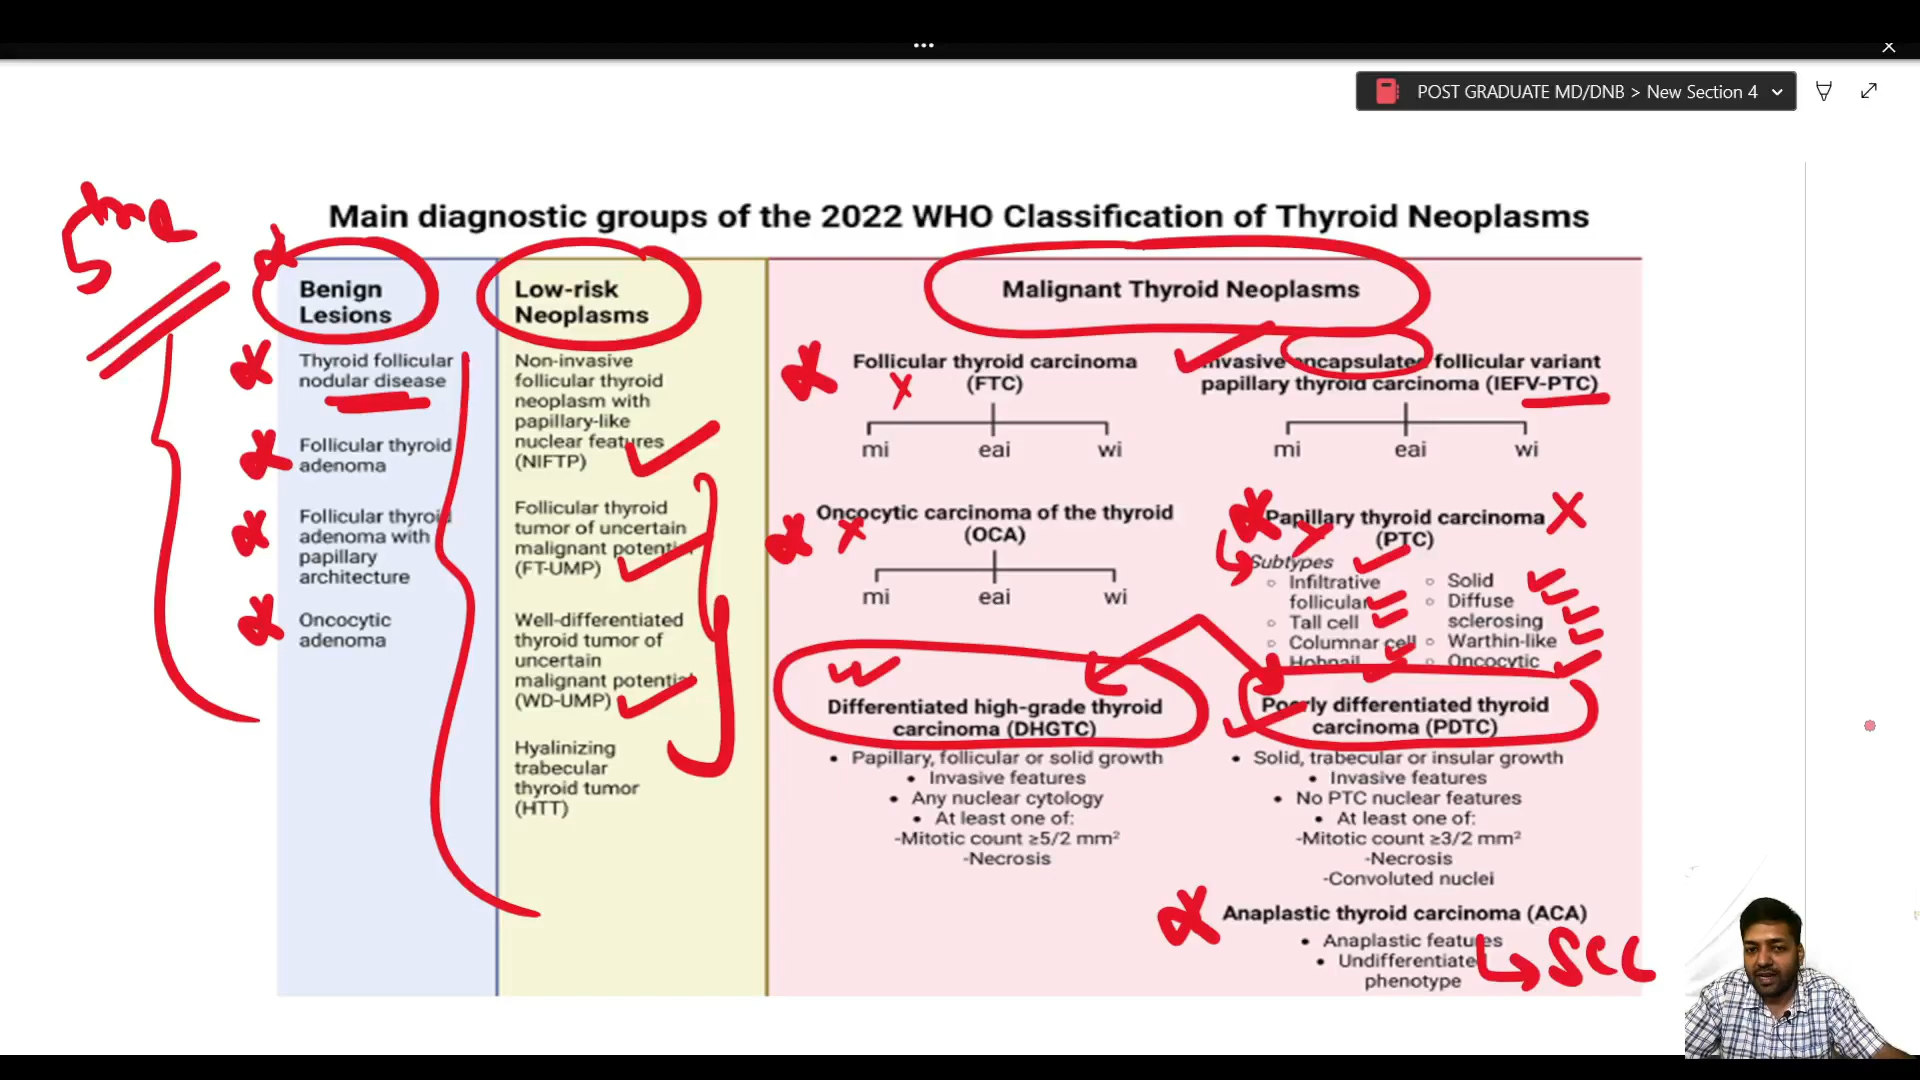 POST GRADUATE MD/DNB > New Section 4
Main diagnostic groups of the 2022 WHO Classification of Thyroid Neoplasms
Benign
Lesions
Thyroid follicular
nodular disease
Follicular thyroid
adenoma
Follicular thyroid
adenoma with
papillary
architecture
Oncocytic
adenoma
Low-risk
Neoplasms
Non-invasive
follicular thyroid
neoplasm with
papillary-like
nuclear features
(NIFTP)
Follicular thyroid
tumor of uncertain
malignant potential
(FT-UMP)
Well-differentiated
thyroid tumor of
uncertain
malignant potential
(WD-UMP)
Hyalinizing
trabecular
thyroid tumor
(HTT)
Malignant Thyroid Neoplasms
Follicular thyroid carcinoma
(FTC)
mi eai wi
Invasive encapsulated follicular variant
papillary thyroid carcinoma (IEFV-PTC)
mi eai wi
Oncocytic carcinoma of the thyroid
(OCA)
mi eai wi
Papillary thyroid carcinoma
(PTC)
Subtypes
Infiltrative
follicular
Tall cell
Columnar cell
Hobnail
Solid
Diffuse
sclerosing
Warthin-like
Oncocytic
Differentiated high-grade thyroid
carcinoma (DHGTC)
• Papillary, follicular or solid growth
• Invasive features
• Any nuclear cytology
• At least one of:
-Mitotic count ≥5/2 mm²
-Necrosis
Poorly differentiated thyroid
carcinoma (PDTC)
• Solid, trabecular or insular growth
• Invasive features
• No PTC nuclear features
• At least one of:
-Mitotic count ≥3/2 mm²
-Necrosis
-Convoluted nuclei
Anaplastic thyroid carcinoma (ACA)
• Anaplastic features
• Undifferentiated
phenotype
SCC